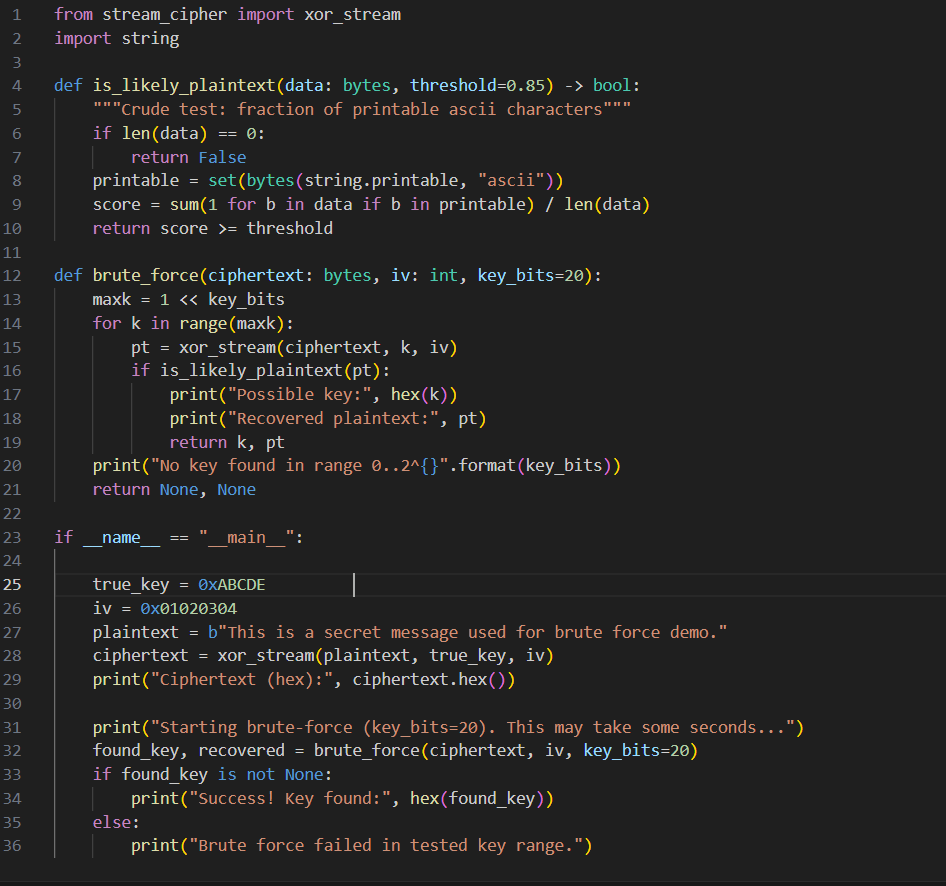 1 from stream_cipher import xor_stream
2 import string
3
4 def is_likely_plaintext(data: bytes, threshold=0.85) -> bool:
5     """Crude test: fraction of printable ascii characters"""
6     if len(data) == 0:
7         return False
8     printable = set(bytes(string.printable, "ascii"))
9     score = sum(1 for b in data if b in printable) / len(data)
10     return score >= threshold
11
12 def brute_force(ciphertext: bytes, iv: int, key_bits=20):
13     maxk = 1 << key_bits
14     for k in range(maxk):
15         pt = xor_stream(ciphertext, k, iv)
16         if is_likely_plaintext(pt):
17             print("Possible key:", hex(k))
18             print("Recovered plaintext:", pt)
19             return k, pt
20     print("No key found in range 0..2^{}".format(key_bits))
21     return None, None
22
23 if __name__ == "__main__":
24
25     true_key = 0xABCDE
26     iv = 0x01020304
27     plaintext = b"This is a secret message used for brute force demo."
28     ciphertext = xor_stream(plaintext, true_key, iv)
29     print("Ciphertext (hex):", ciphertext.hex())
30
31     print("Starting brute-force (key_bits=20). This may take some seconds...")
32     found_key, recovered = brute_force(ciphertext, iv, key_bits=20)
33     if found_key is not None:
34         print("Success! Key found:", hex(found_key))
35     else:
36         print("Brute force failed in tested key range.")